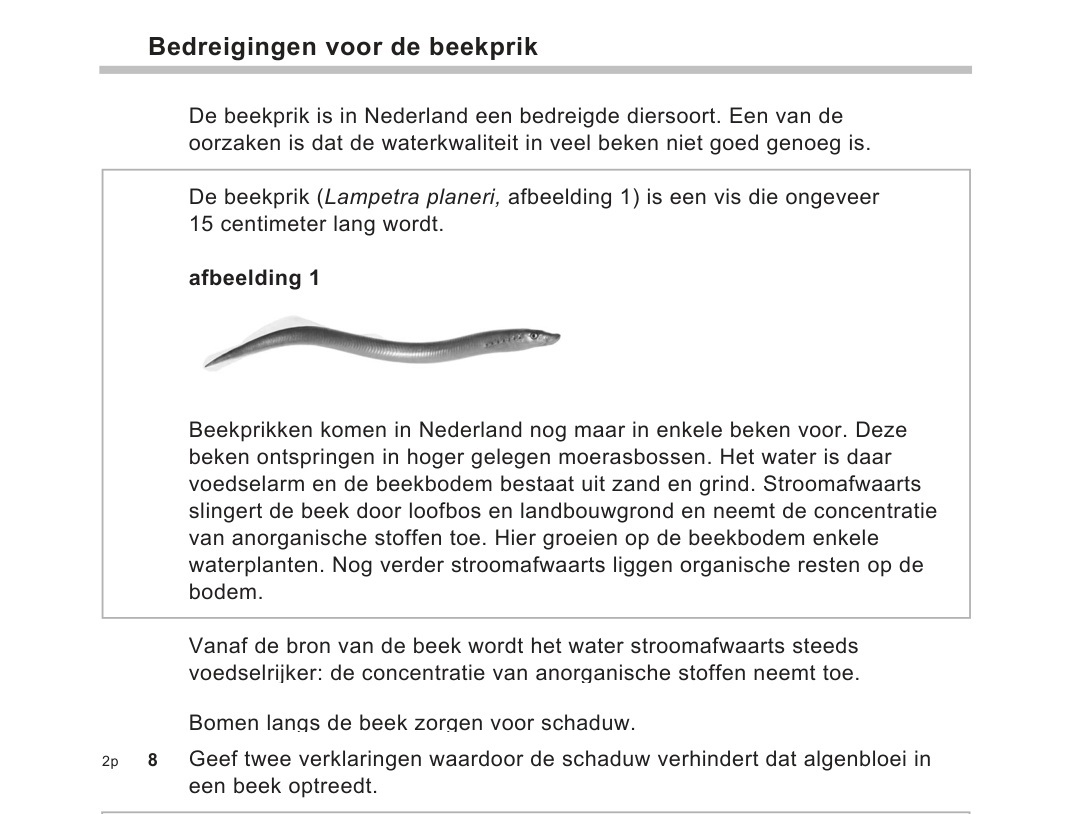 Bedreigingen voor de beekprik
De beekprik is in Nederland een bedreigde diersoort. Een van de
oorzaken is dat de waterkwaliteit in veel beken niet goed genoeg is.
De beekprik (Lampetra planeri, afbeelding 1) is een vis die ongeveer
15 centimeter lang wordt.
afbeelding 1
Beekprikken komen in Nederland nog maar in enkele beken voor. Deze
beken ontspringen in hoger gelegen moerasbossen. Het water is daar
voedselarm en de beekbodem bestaat uit zand en grind. Stroomafwaarts
slingert de beek door loofbos en landbouwgrond en neemt de concentratie
van anorganische stoffen toe. Hier groeien op de beekbodem enkele
waterplanten. Nog verder stroomafwaarts liggen organische resten op de
bodem.
Vanaf de bron van de beek wordt het water stroomafwaarts steeds
voedselrijker: de concentratie van anorganische stoffen neemt toe.
Bomen langs de beek zorgen voor schaduw.
2p 8 Geef twee verklaringen waardoor de schaduw verhindert dat algenbloei in
een beek optreedt.